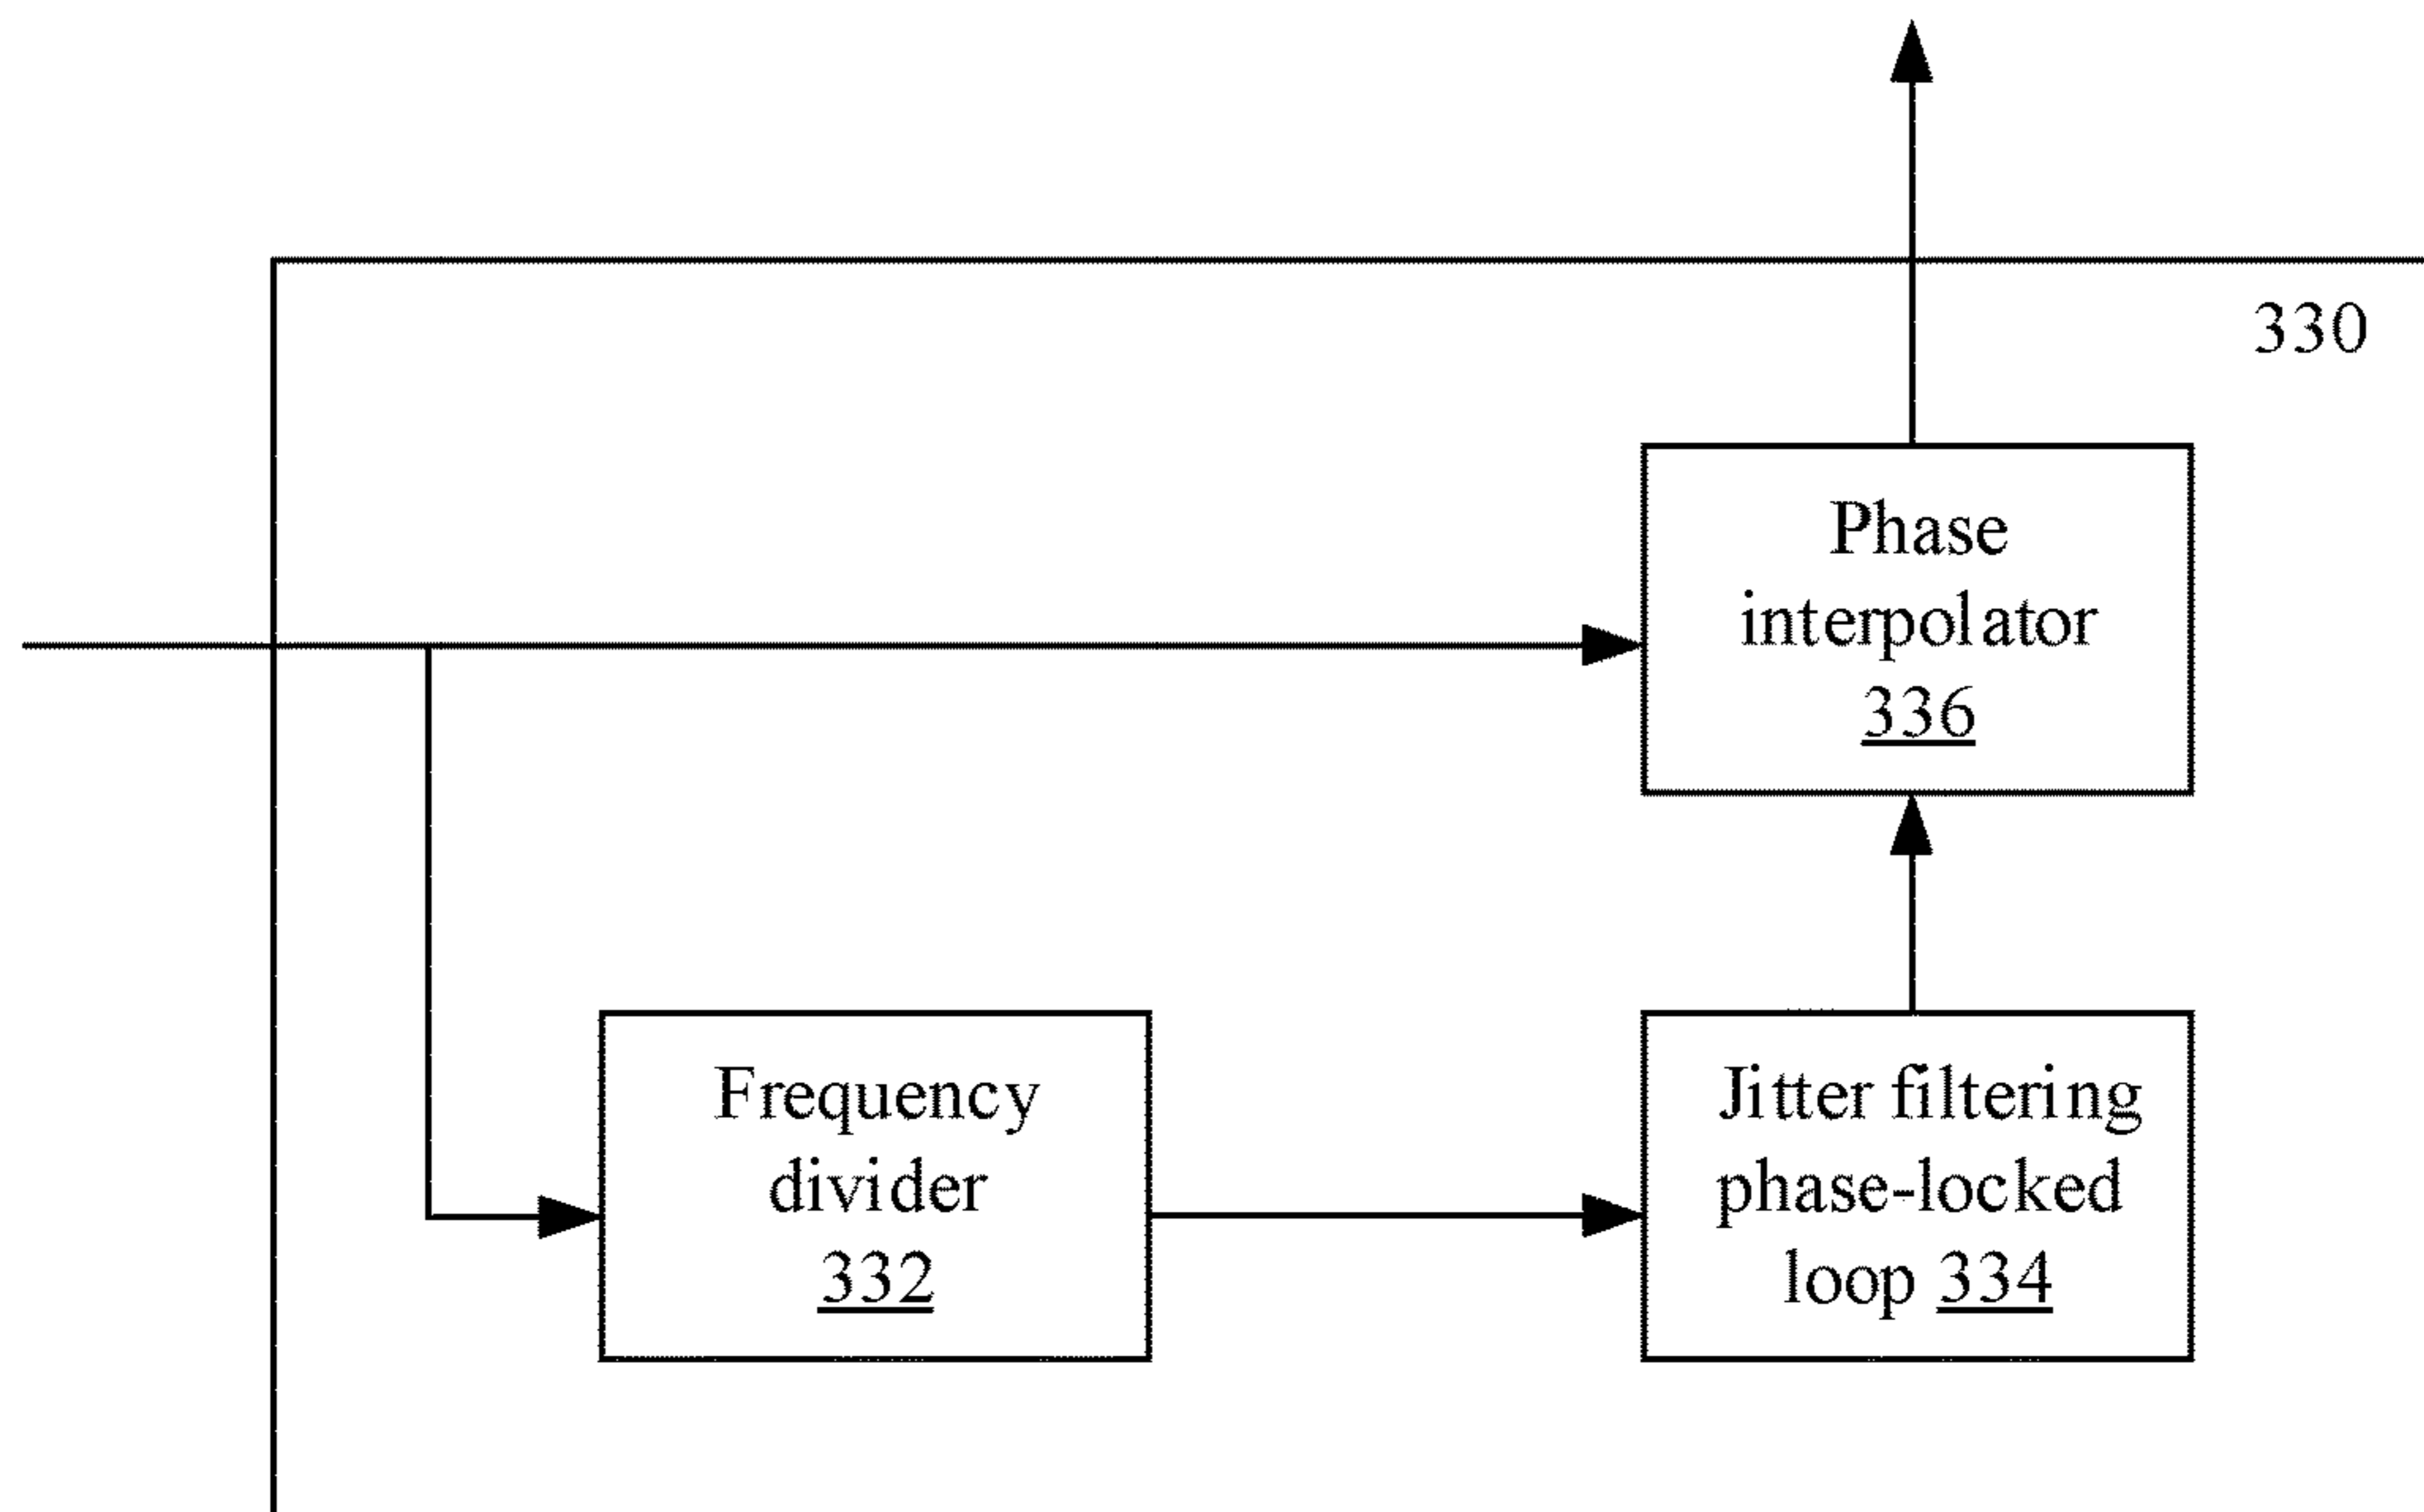 330
Phase
interpolator
336
Frequency
divider
332
Jitter filtering
phase-locked
loop 334